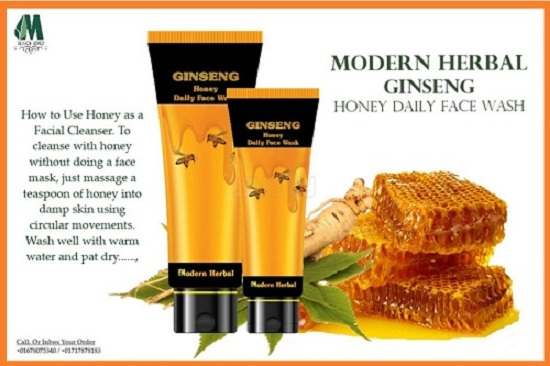 M
MODERN HERBAL
GINSENG
HONEY DAILY FACE WASH
How to Use Honey as a
Facial Cleanser. To
cleanse with honey
without doing a face
mask, just massage a
teaspoon of honey into
damp skin using
circular movements.
Wash well with warm
water and pat dry......,
GINSENG
Honey
Daily Face Wa
Modern Herbal
GINSENG
Honey
Daily Face Wash
Modern Herbal
Call Or Inbox Your Order